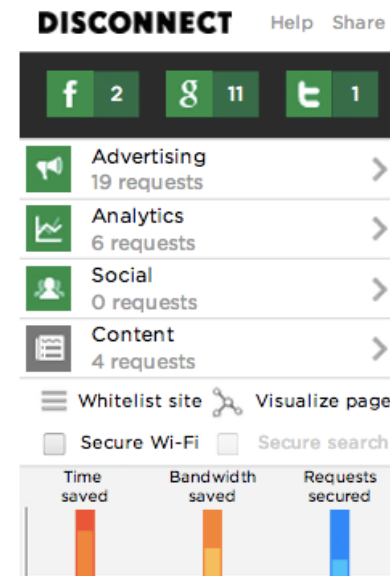 DISCONNECT Help Share
f 2 g 11 t 1
Advertising
19 requests
Analytics
6 requests
Social
0 requests
Content
4 requests
Whitelist site Visualize page
Secure Wi-Fi Secure search
Time saved Bandwidth saved Requests secured